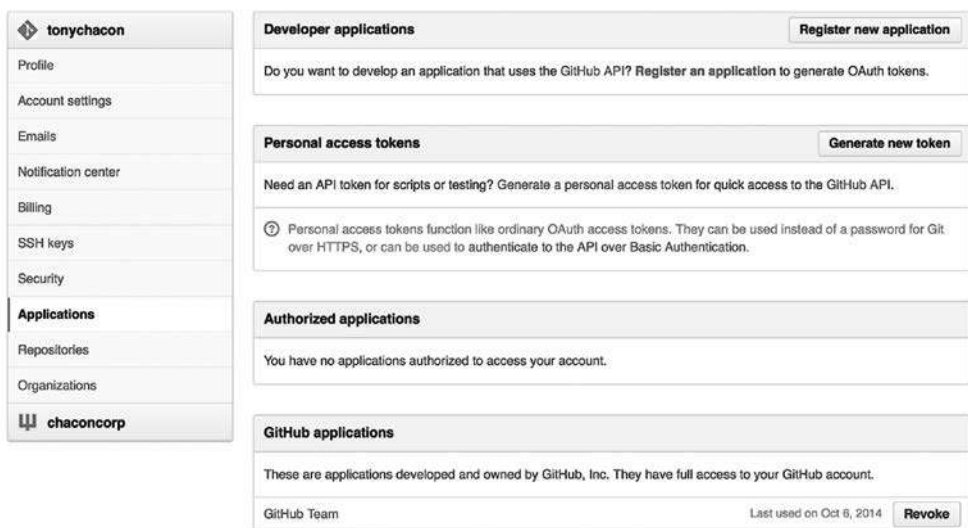 tonychacon
Profile
Account settings
Emails
Notification center
Billing
SSH keys
Security
Applications
Repositories
Organizations
chaconcorp
Developer applications
Register new application
Do you want to develop an application that uses the GitHub API? Register an application to generate OAuth tokens.
Personal access tokens
Generate new token
Need an API token for scripts or testing? Generate a personal access token for quick access to the GitHub API.
Personal access tokens function like ordinary OAuth access tokens. They can be used instead of a password for Git
over HTTPS, or can be used to authenticate to the API over Basic Authentication.
Authorized applications
You have no applications authorized to access your account.
GitHub applications
These are applications developed and owned by GitHub, Inc. They have full access to your GitHub account.
GitHub Team
Last used on Oct 6, 2014
Revoke